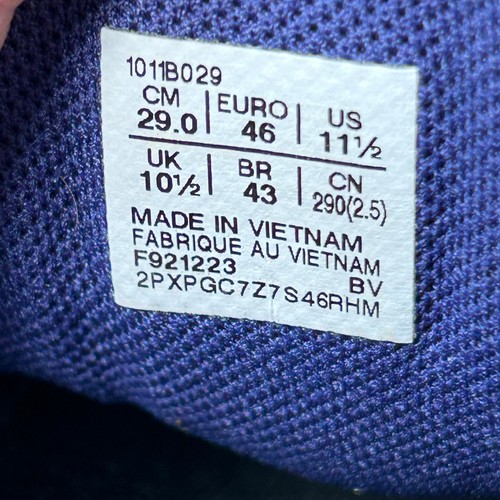 1011B029
CM EURO US
29.0 46 11½
UK BR CN
10½ 43 290(2.5)
MADE IN VIETNAM
FABRIQUE AU VIETNAM
F921223 BV
2PXPGC7Z7S46RHM